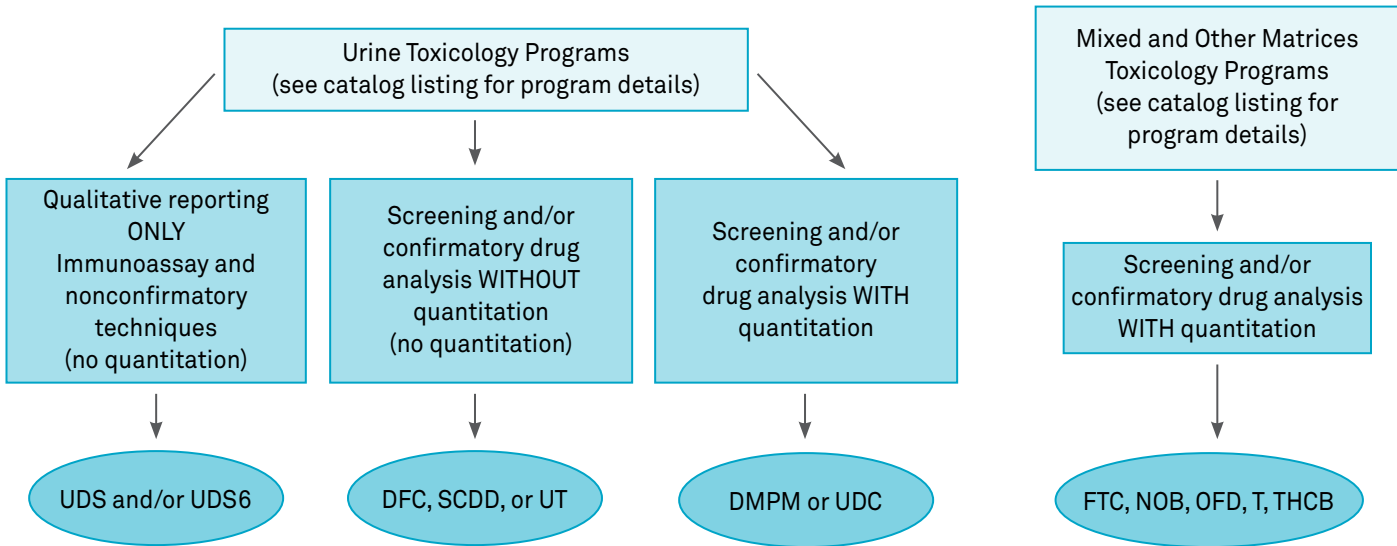 Urine Toxicology Programs
(see catalog listing for program details)
Mixed and Other Matrices
Toxicology Programs
(see catalog listing for
program details)
Qualitative reporting
ONLY
Immunoassay and
nonconfirmatory
techniques
(no quantitation)
Screening and/or
confirmatory drug
analysis WITHOUT
quantitation
(no quantitation)
Screening and/or
confirmatory
drug analysis WITH
quantitation
Screening and/or
confirmatory drug analysis
WITH quantitation
UDS and/or UDS6
DFC, SCDD, or UT
DMPM or UDC
FTC, NOB, OFD, T, THCB